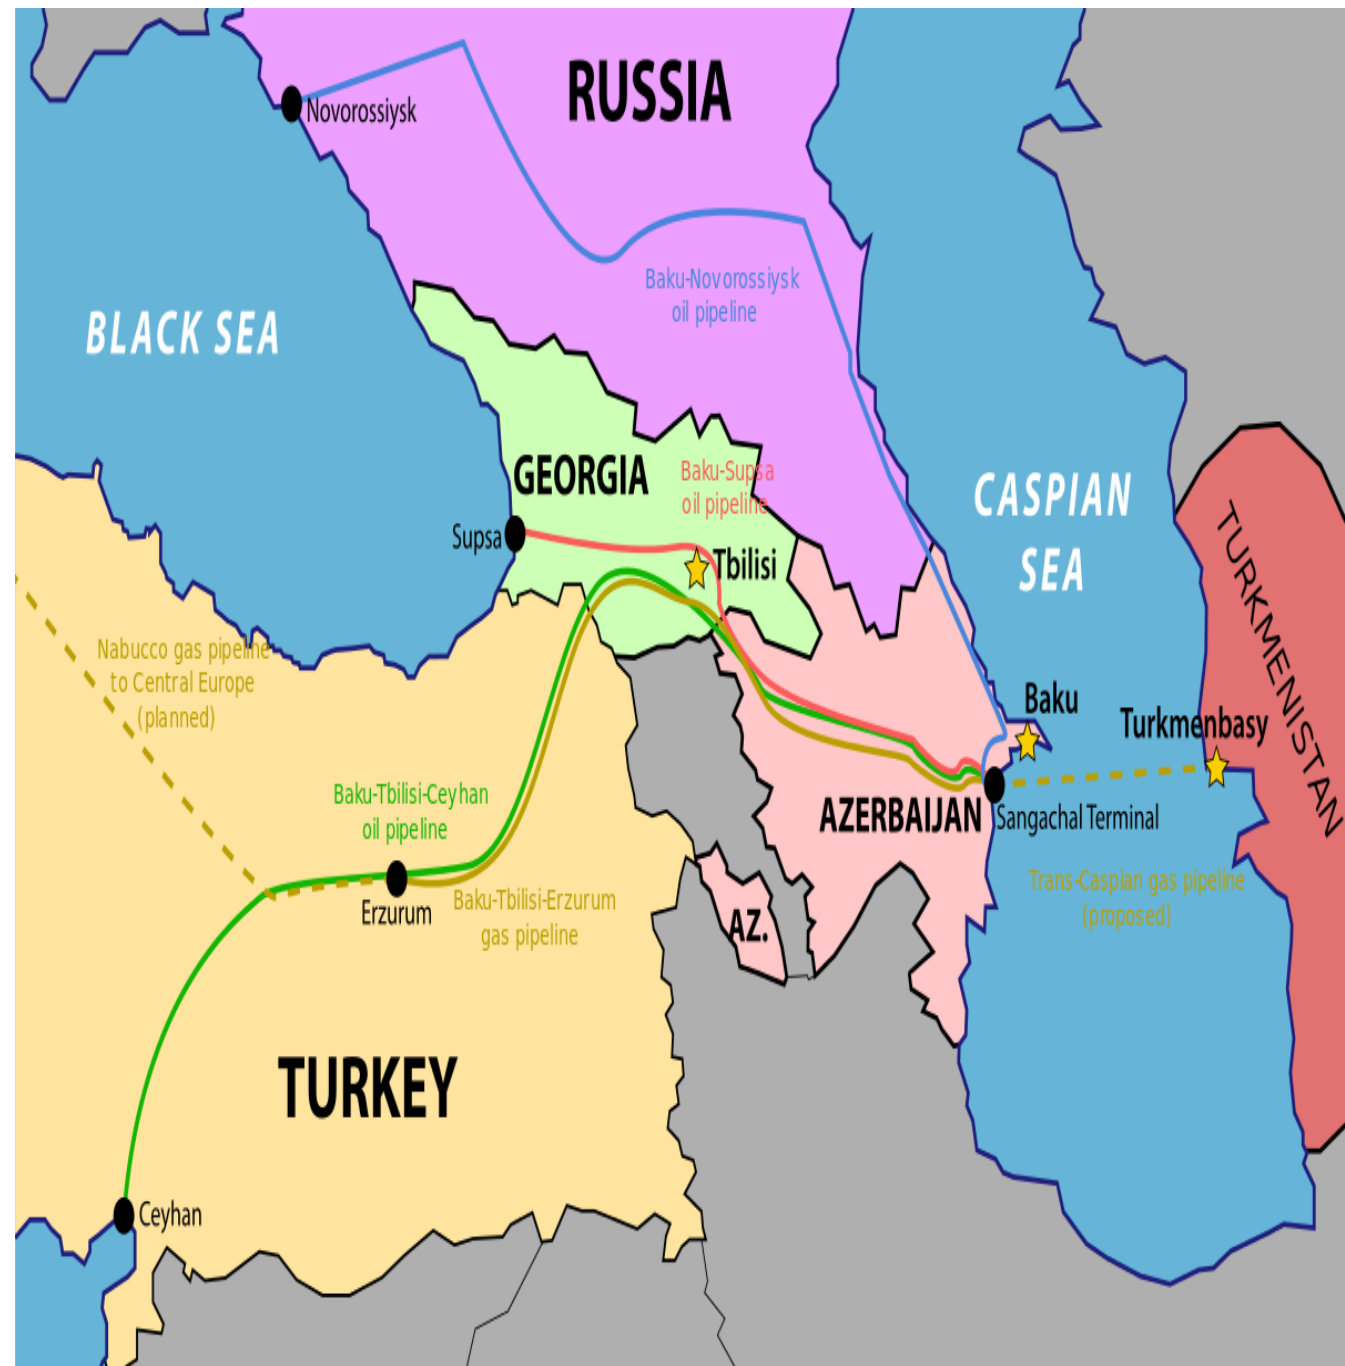 RUSSIA
Novorossiysk
Baku-Novorossiysk
oil pipeline
BLACK SEA
GEORGIA
Baku-Supsa
oil pipeline
CASPIAN
SEA
Supsa
Tbilisi
TURKMENISTAN
Nabucco gas pipeline
to Central Europe
(planned)
Baku
Turkmenbasy
Baku-Tbilisi-Ceyhan
oil pipeline
AZERBAIJAN
Sangachal Terminal
Trans-Caspian gas pipeline
(proposed)
Erzurum
Baku-Tbilisi-Erzurum
gas pipeline
AZ.
TURKEY
Ceyhan